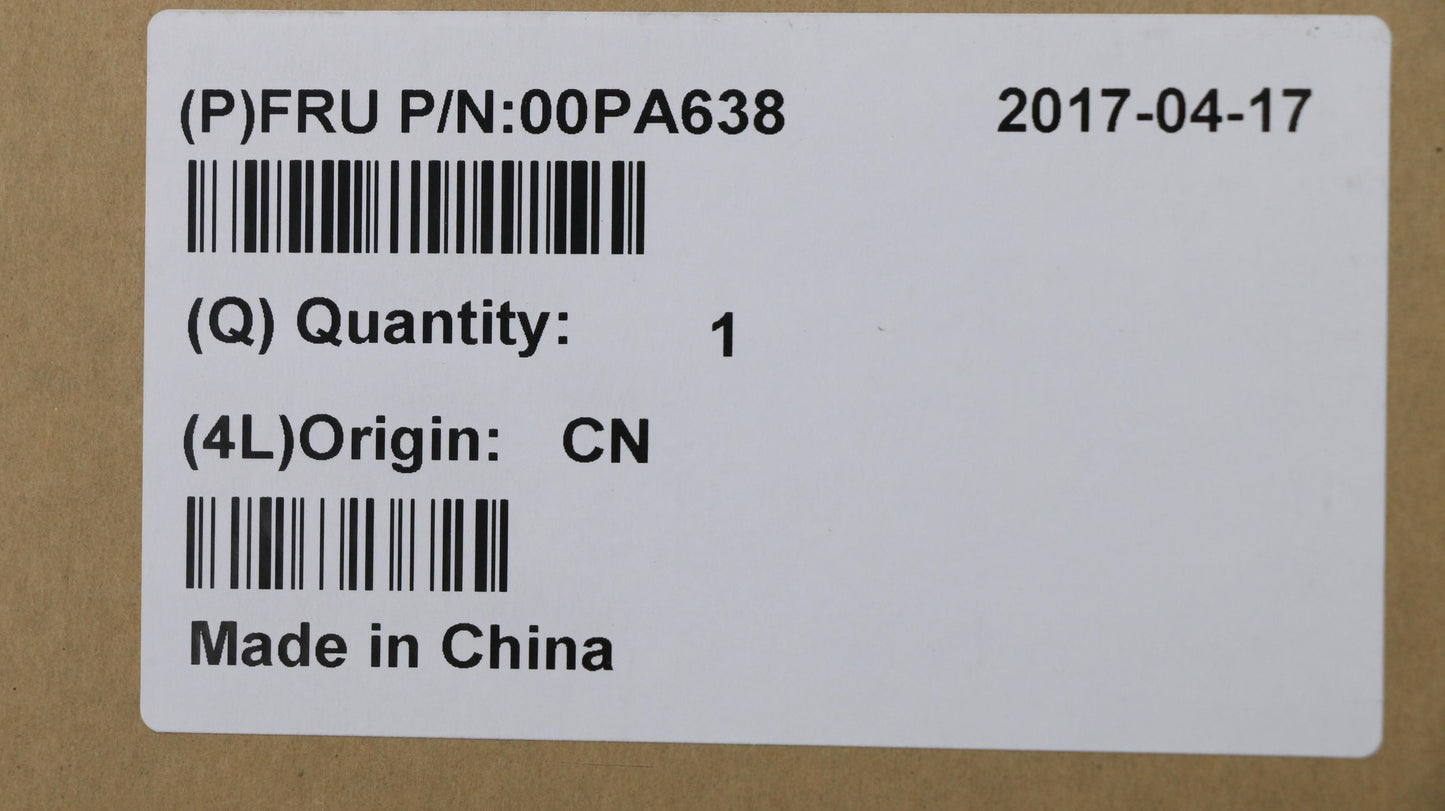 (P)FRU P/N:00PA638 2017-04-17
(Q) Quantity: 1
(4L)Origin: CN
Made in China